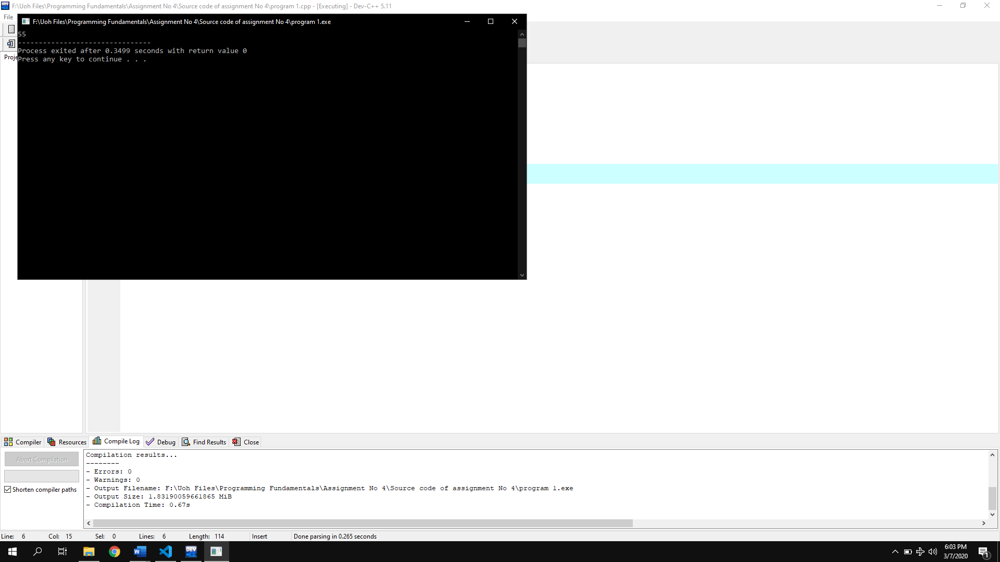 F:\Uoh Files\Programming Fundamentals\Assignment No 4\Source code of assignment No 4\program 1.cpp - [Executing] - Dev-C++ 5.11
File
F:\Uoh Files\Programming Fundamentals\Assignment No 4\Source code of assignment No 4\program 1.exe
55
--------------------------------
Process exited after 0.3499 seconds with return value 0
Proje
Press any key to continue . . .
Compiler Resources Compile Log Debug Find Results Close
Abort Compilation
Shorten compiler paths
Compilation results...
--------
- Errors: 0
- Warnings: 0
- Output Filename: F:\Uoh Files\Programming Fundamentals\Assignment No 4\Source code of assignment No 4\program 1.exe
- Output Size: 1.83190059661865 MiB
- Compilation Time: 0.67s
Line: 6 Col: 15 Sel: 0 Lines: 6 Length: 114 Insert Done parsing in 0.265 seconds
DEV
6:03 PM
3/7/2020
1